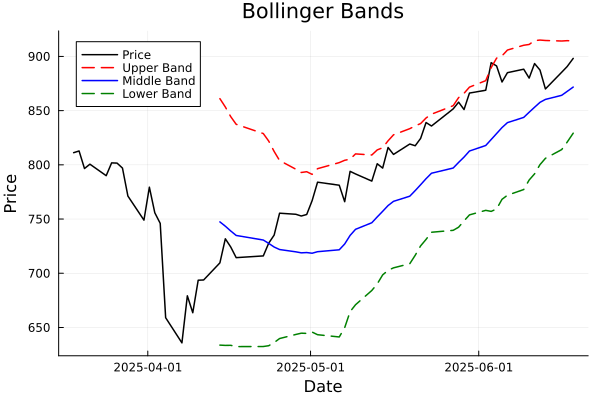 Bollinger Bands
Price
Upper Band
Middle Band
Lower Band
900
850
800
750
700
650
Price
2025-04-01
2025-05-01
2025-06-01
Date